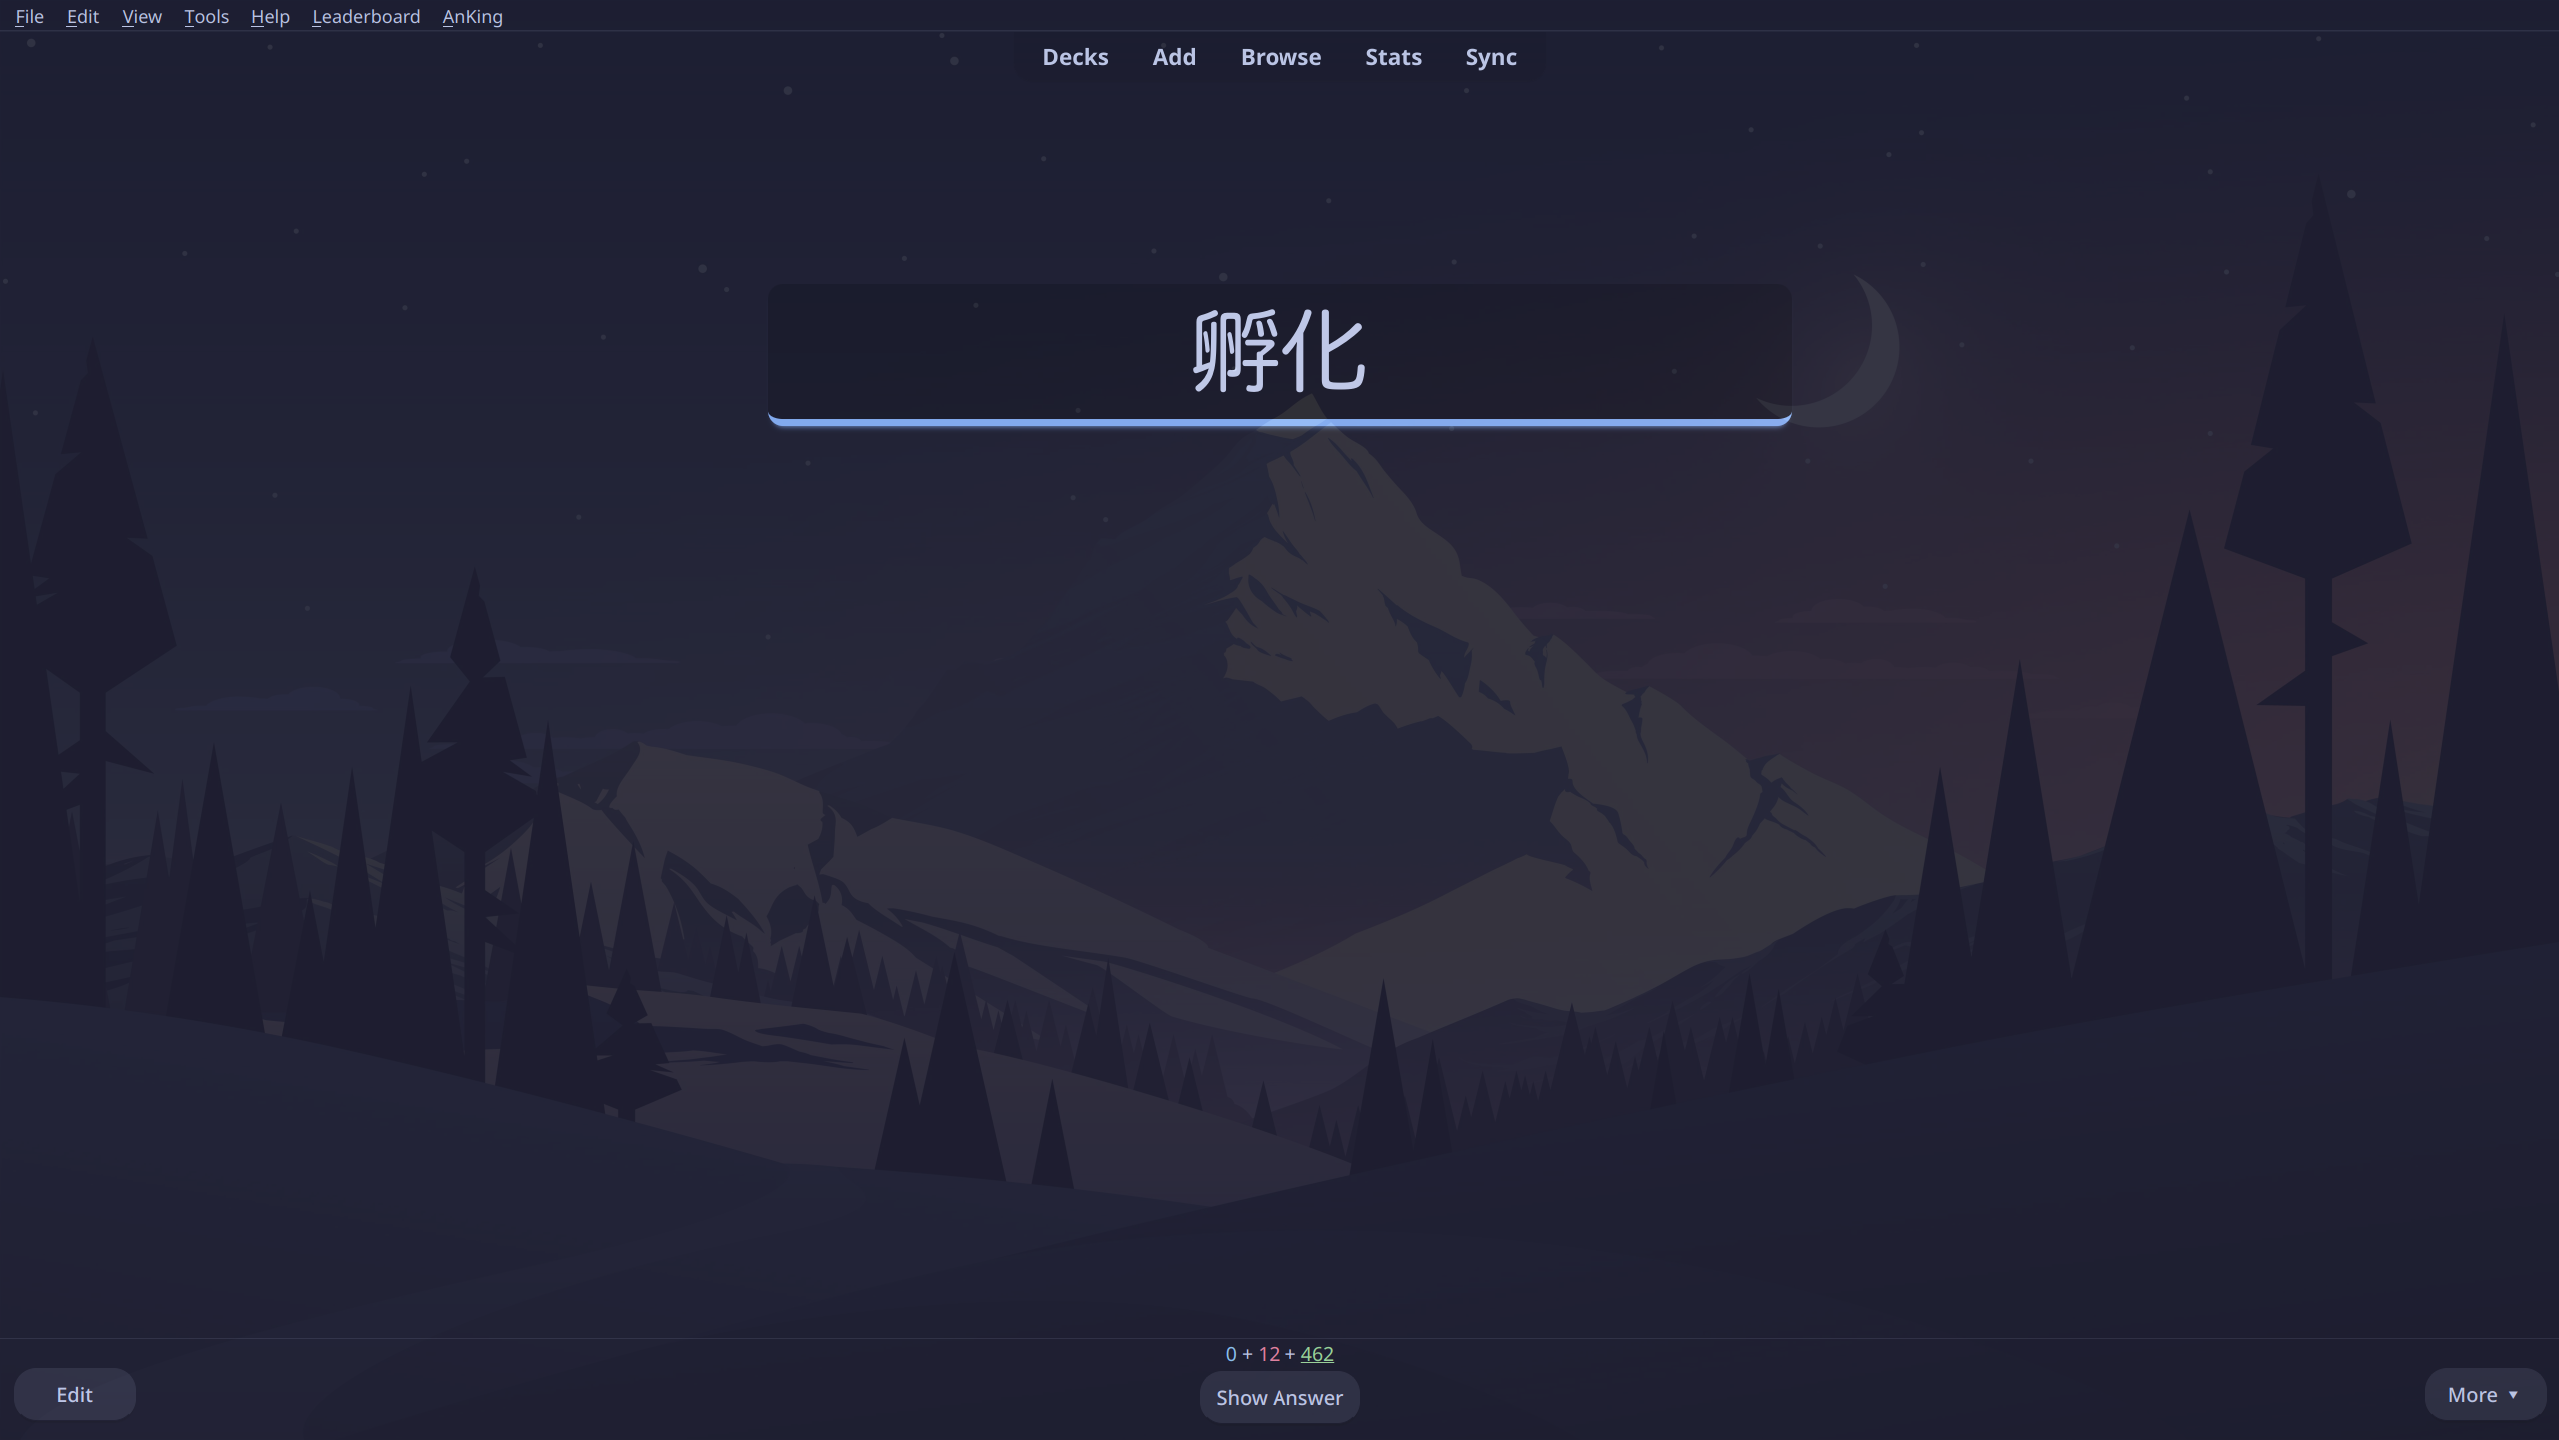 File Edit View Tools Help Leaderboard AnKing
Decks Add Browse Stats Sync
孵化
0 + 12 + 462
Edit
Show Answer
More ▼